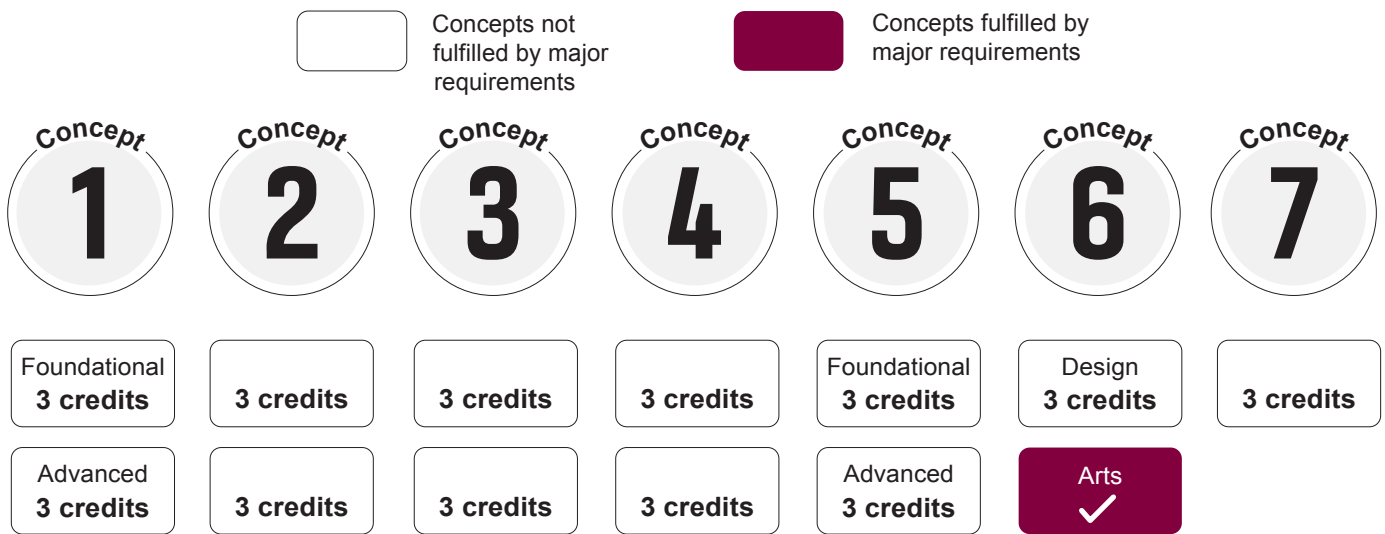 Concepts not
fulfilled by major
requirements
Concepts fulfilled by
major requirements
Concept
1
Concept
2
Concept
3
Concept
4
Concept
5
Concept
6
Concept
7
Foundational
3 credits
3 credits
3 credits
3 credits
Foundational
3 credits
Design
3 credits
3 credits
Advanced
3 credits
3 credits
3 credits
3 credits
Advanced
3 credits
Arts